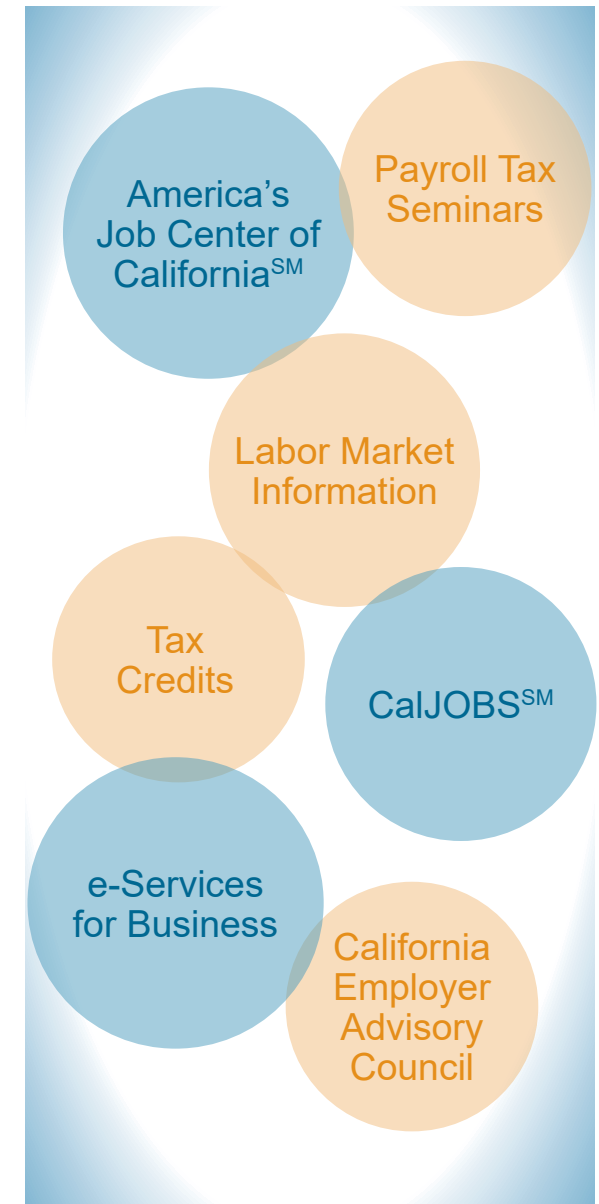 America’s
Job Center of
California℠
Payroll Tax
Seminars
Labor Market
Information
Tax
Credits
CalJOBS℠
e-Services
for Business
California
Employer
Advisory
Council